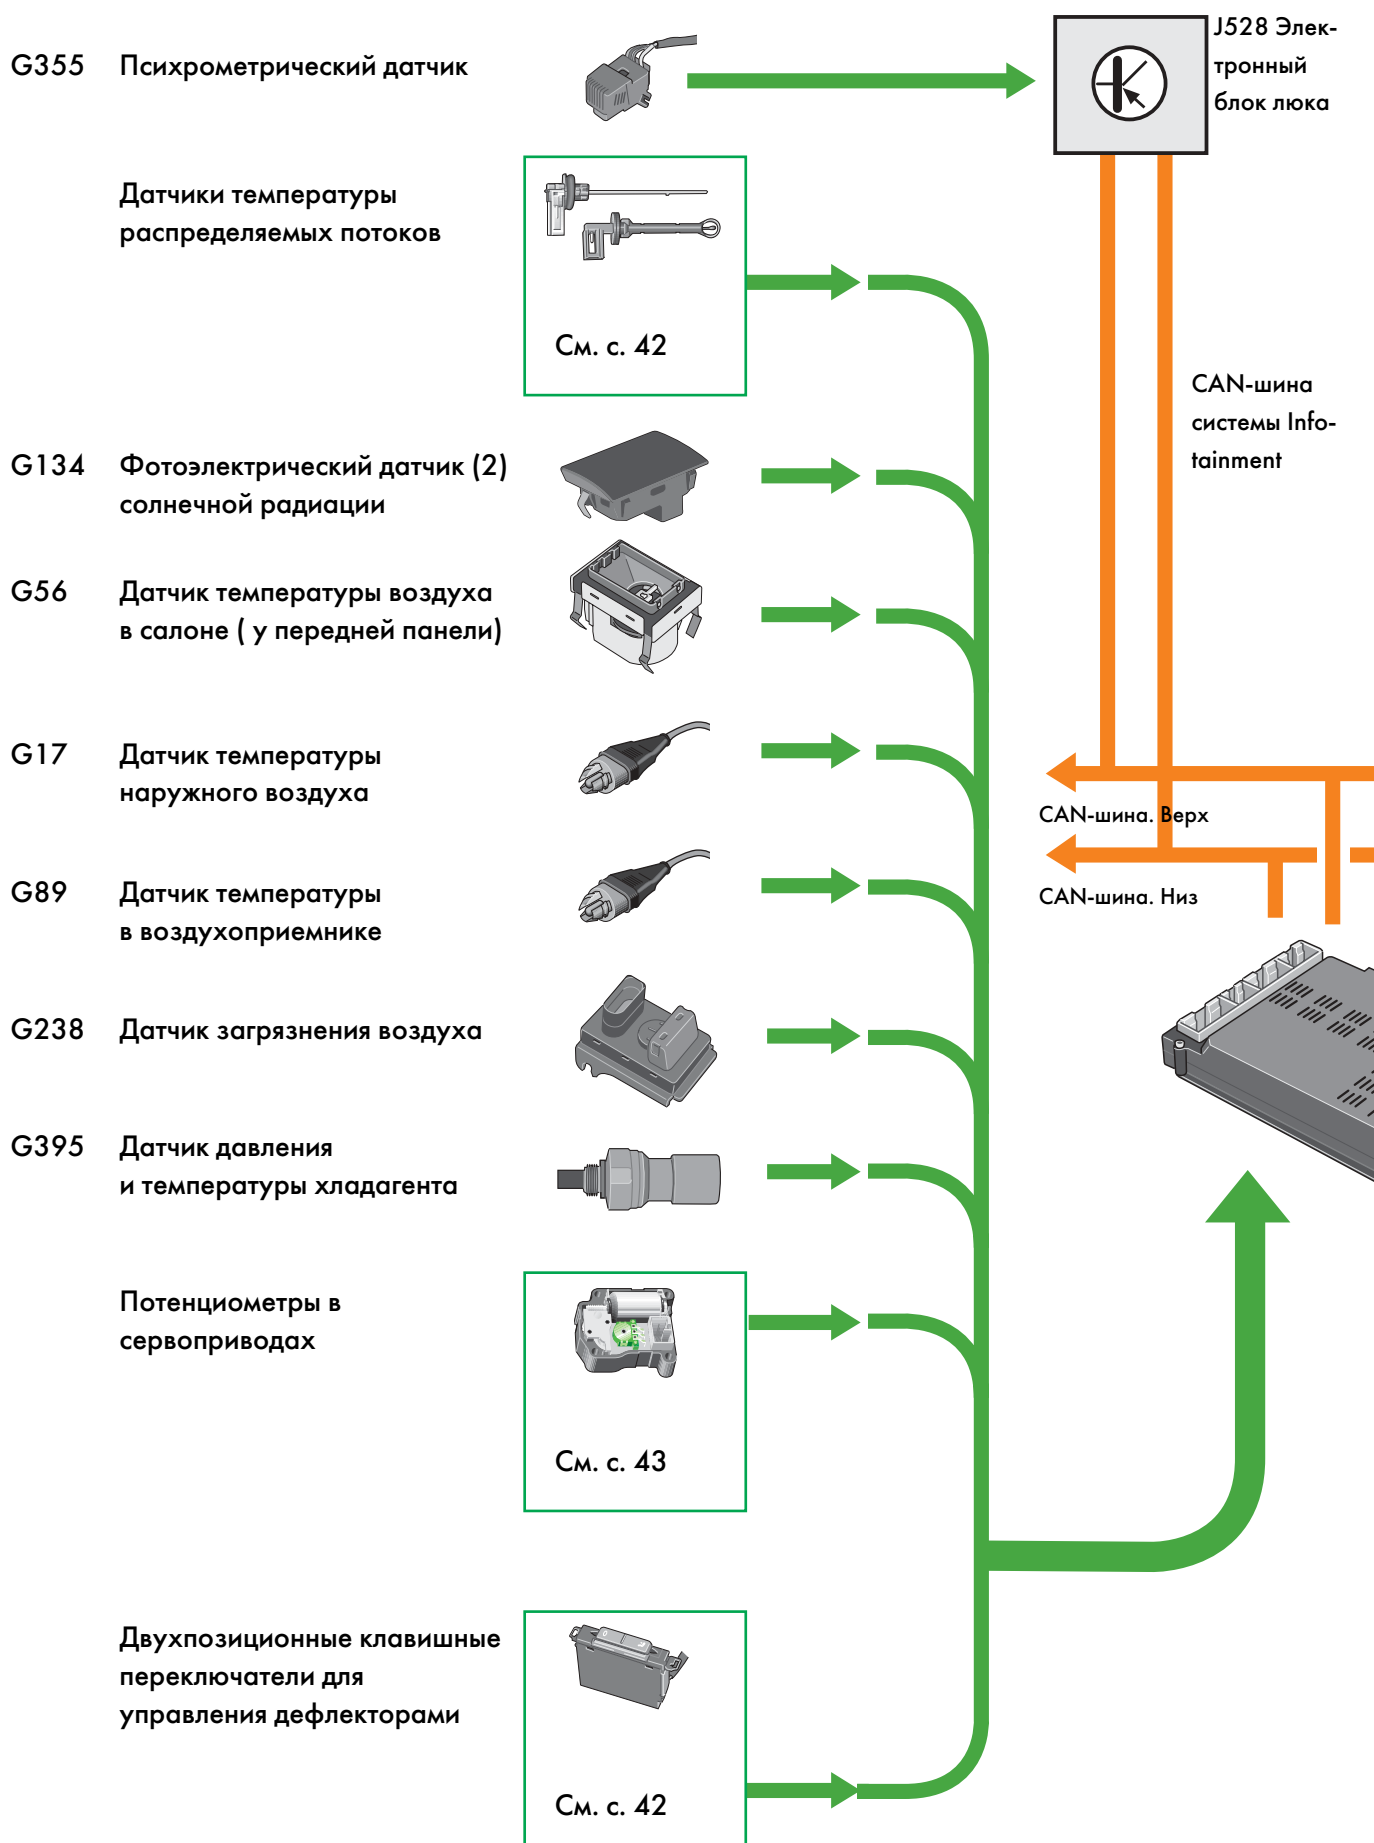 G355 Психрометрический датчик
J528 Элек-
тронный
блок люка
Датчики температуры
распределяемых потоков
См. с. 42
CAN-шина
системы Info-
tainment
G134 Фотоэлектрический датчик (2)
солнечной радиации
G56 Датчик температуры воздуха
в салоне ( у передней панели)
G17 Датчик температуры
наружного воздуха
CAN-шина. Верх
G89 Датчик температуры
в воздухоприемнике
CAN-шина. Низ
G238 Датчик загрязнения воздуха
G395 Датчик давления
и температуры хладагента
Потенциометры в
сервоприводах
См. с. 43
Двухпозиционные клавишные
переключатели для
управления дефлекторами
См. с. 42